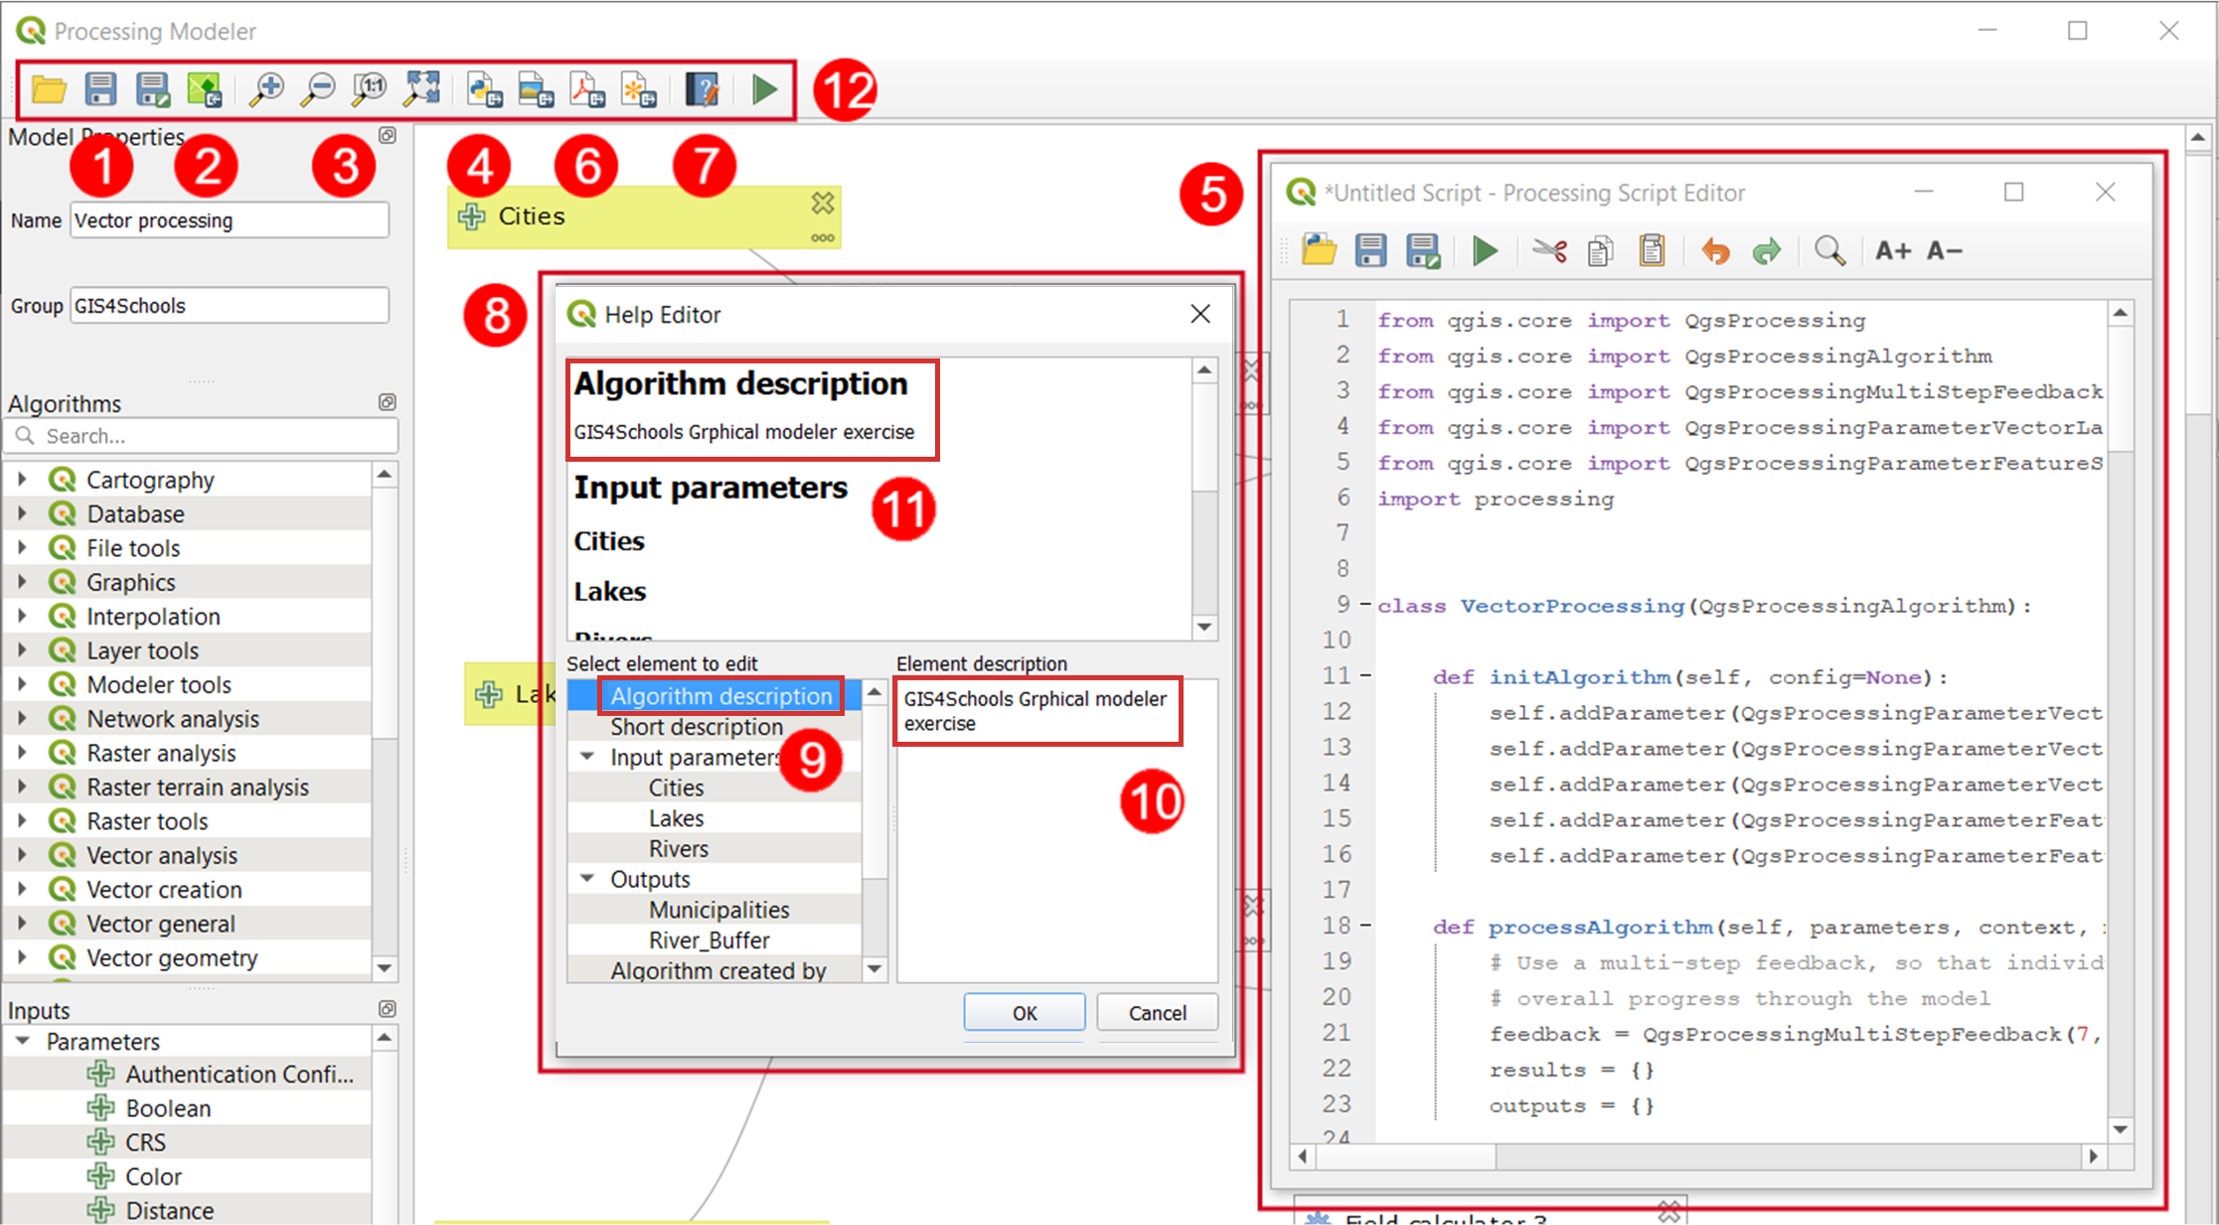 Processing Modeler
12
Model Properties
1
2
3
4
6
7
5
Name
Vector processing
Group
GIS4Schools
Algorithms
Search...
Cartography
Database
File tools
Graphics
Interpolation
Layer tools
Modeler tools
Network analysis
Raster analysis
Raster terrain analysis
Raster tools
Vector analysis
Vector creation
Vector general
Vector geometry
Inputs
Parameters
Authentication Confi...
Boolean
CRS
Color
Distance
Cities
Lak
8
Help Editor
Algorithm description
GIS4Schools Grphical modeler exercise
Input parameters
11
Cities
Lakes
Rivers
Select element to edit
Algorithm description
Short description
9
Input parameters
Cities
Lakes
Rivers
Outputs
Municipalities
River_Buffer
Algorithm created by
Element description
GIS4Schools Grphical modeler
exercise
10
OK
Cancel
*Untitled Script - Processing Script Editor
A+ A−
1 from qgis.core import QgsProcessing
2 from qgis.core import QgsProcessingAlgorithm
3 from qgis.core import QgsProcessingMultiStepFeedback
4 from qgis.core import QgsProcessingParameterVectorLa
5 from qgis.core import QgsProcessingParameterFeatureS
6 import processing
7
8
9 class VectorProcessing(QgsProcessingAlgorithm):
10
11 def initAlgorithm(self, config=None):
12 self.addParameter(QgsProcessingParameterVect
13 self.addParameter(QgsProcessingParameterVect
14 self.addParameter(QgsProcessingParameterVect
15 self.addParameter(QgsProcessingParameterFeat
16 self.addParameter(QgsProcessingParameterFeat
17
18 def processAlgorithm(self, parameters, context,
19 # Use a multi-step feedback, so that individ
20 # overall progress through the model
21 feedback = QgsProcessingMultiStepFeedback(7,
22 results = {}
23 outputs = {}
24
Field calculator 3